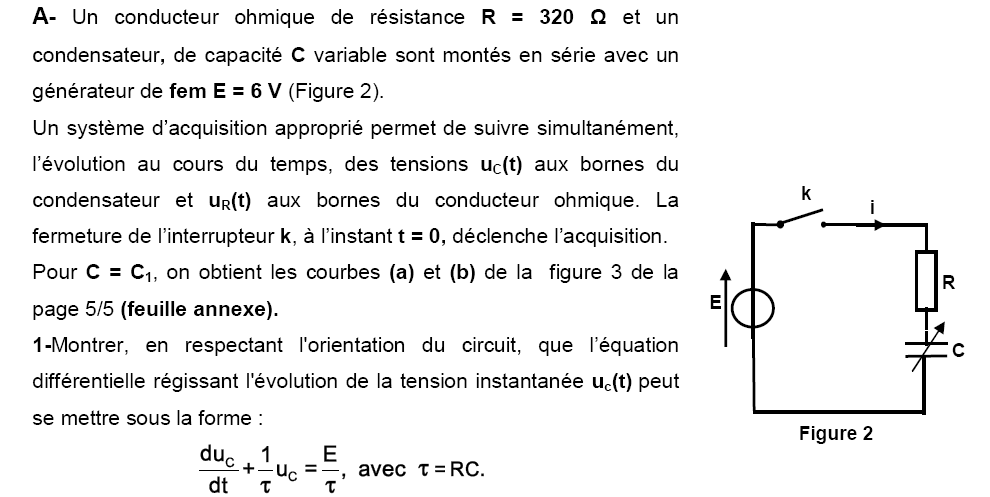 A- Un conducteur ohmique de résistance R = 320 Ω et un
condensateur, de capacité C variable sont montés en série avec un
générateur de fem E = 6 V (Figure 2).
Un système d'acquisition approprié permet de suivre simultanément,
l'évolution au cours du temps, des tensions uC(t) aux bornes du
condensateur et uR(t) aux bornes du conducteur ohmique. La
fermeture de l'interrupteur k, à l'instant t = 0, déclenche l'acquisition.
Pour C = C1, on obtient les courbes (a) et (b) de la figure 3 de la
page 5/5 (feuille annexe).
1-Montrer, en respectant l'orientation du circuit, que l'équation
différentielle régissant l'évolution de la tension instantanée uc(t) peut
se mettre sous la forme :
duC/dt + 1/τ uC = E/τ, avec τ = RC.
k
i
E
R
C
Figure 2